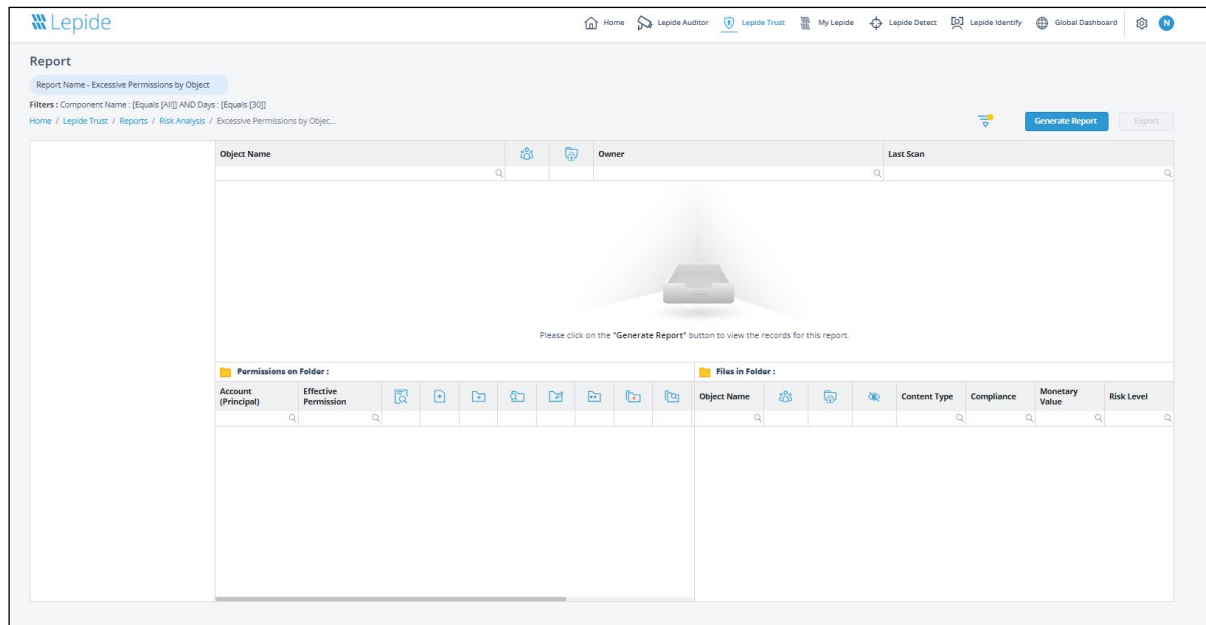 Lepide
Home Lepide Auditor Lepide Trust My Lepide Lepide Detect Lepide Identify Global Dashboard N
Report
Report Name - Excessive Permissions by Object
Filters : Component Name : [Equals [All]] AND Days : [Equals [30]]
Home / Lepide Trust / Reports / Risk Analysis / Excessive Permissions by Objec...
Generate Report Export
Object Name Owner Last Scan
Please click on the "Generate Report" button to view the records for this report.
Permissions on Folder : Files in Folder :
Account (Principal) Effective Permission Object Name Content Type Compliance Monetary Value Risk Level